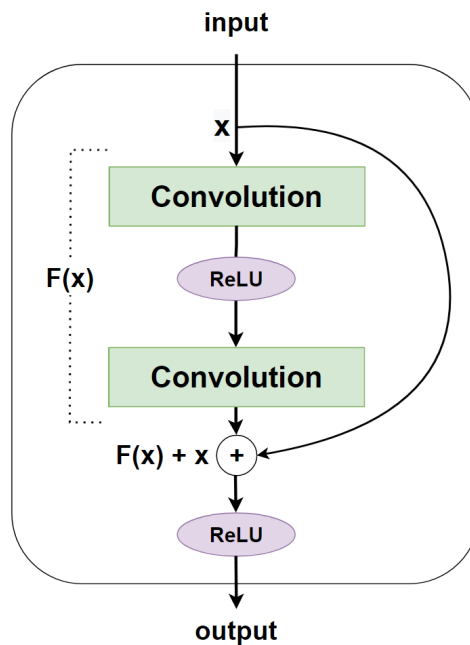 input
x
Convolution
ReLU
F(x)
Convolution
F(x) + x +
ReLU
output